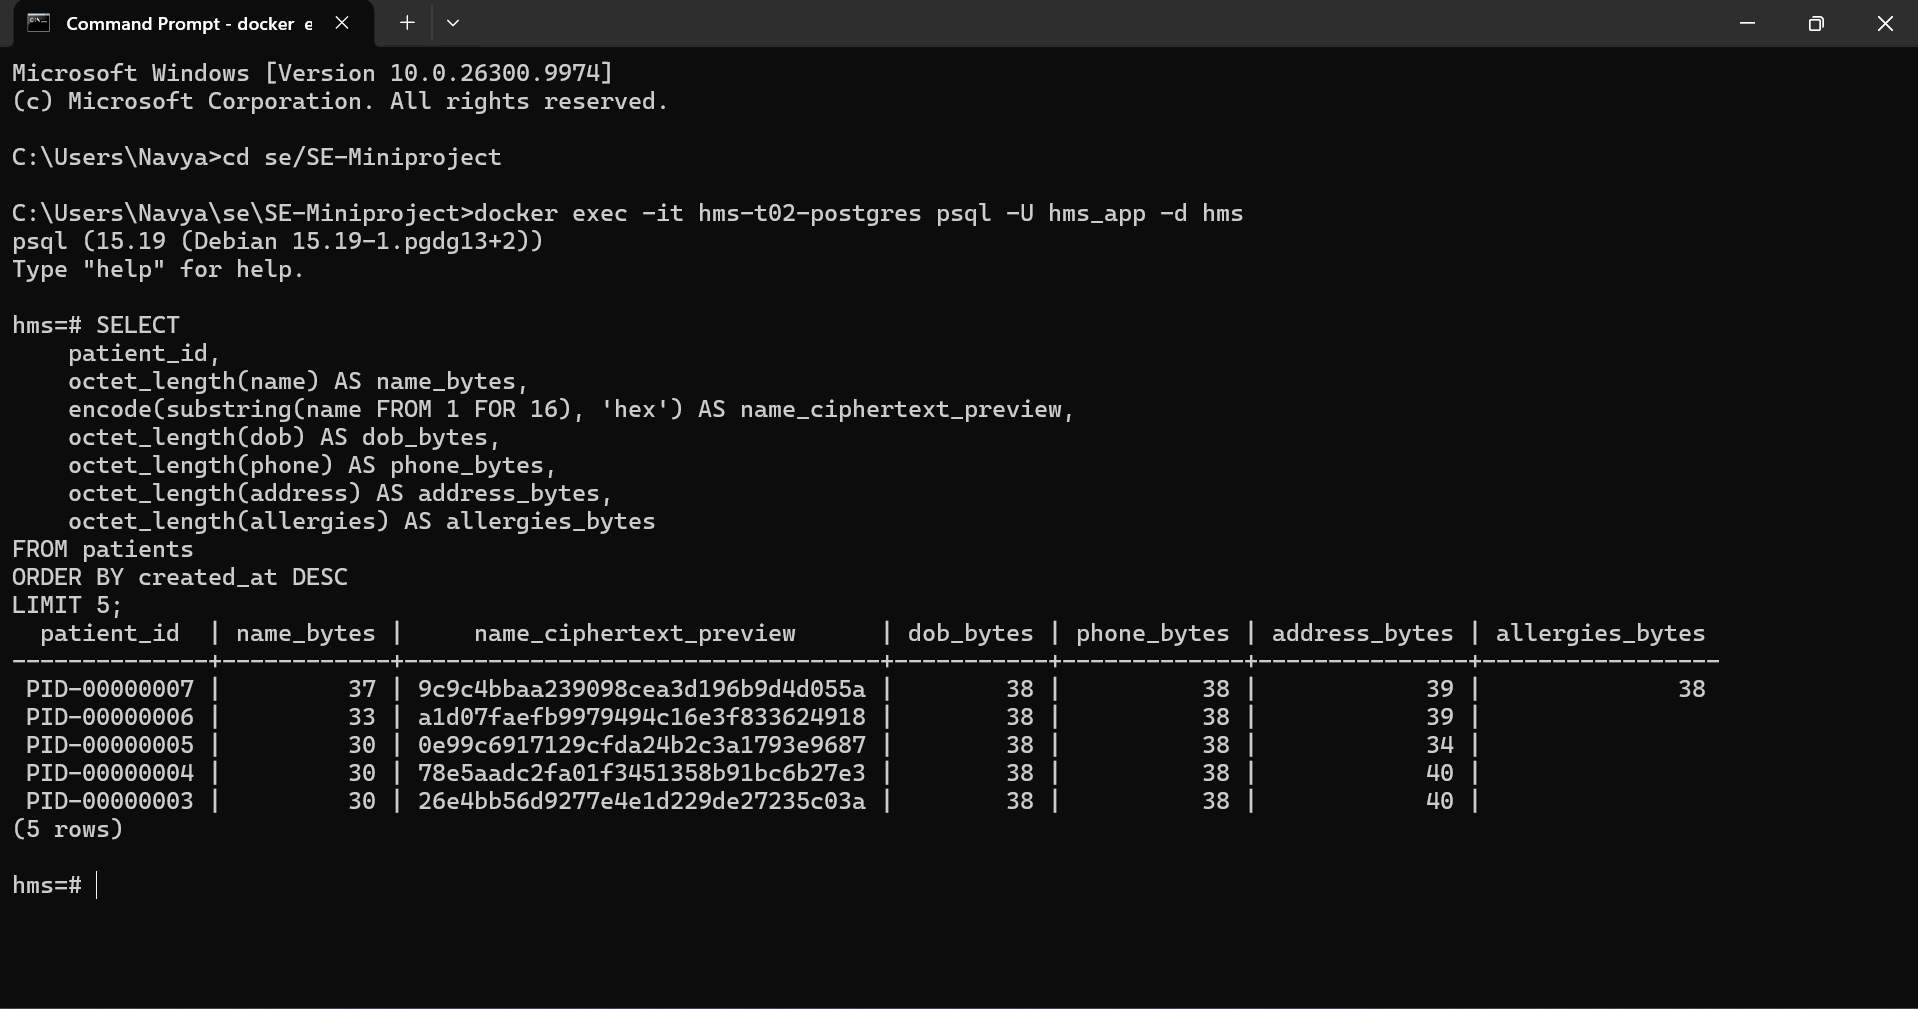 Command Prompt - docker e
Microsoft Windows [Version 10.0.26300.9974]
(c) Microsoft Corporation. All rights reserved.
C:\Users\Navya>cd se/SE-Miniproject
C:\Users\Navya\se\SE-Miniproject>docker exec -it hms-t02-postgres psql -U hms_app -d hms
psql (15.19 (Debian 15.19-1.pgdg13+2))
Type "help" for help.
hms=# SELECT
    patient_id,
    octet_length(name) AS name_bytes,
    encode(substring(name FROM 1 FOR 16), 'hex') AS name_ciphertext_preview,
    octet_length(dob) AS dob_bytes,
    octet_length(phone) AS phone_bytes,
    octet_length(address) AS address_bytes,
    octet_length(allergies) AS allergies_bytes
FROM patients
ORDER BY created_at DESC
LIMIT 5;
  patient_id  | name_bytes |     name_ciphertext_preview      | dob_bytes | phone_bytes | address_bytes | allergies_bytes
--------------+------------+----------------------------------+-----------+-------------+---------------+-----------------
 PID-00000007 |         37 | 9c9c4bbaa239098cea3d196b9d4d055a |        38 |          38 |            39 |              38
 PID-00000006 |         33 | a1d07faefb9979494c16e3f833624918 |        38 |          38 |            39 |
 PID-00000005 |         30 | 0e99c6917129cfda24b2c3a1793e9687 |        38 |          38 |            34 |
 PID-00000004 |         30 | 78e5aadc2fa01f3451358b91bc6b27e3 |        38 |          38 |            40 |
 PID-00000003 |         30 | 26e4bb56d9277e4e1d229de27235c03a |        38 |          38 |            40 |
(5 rows)
hms=#